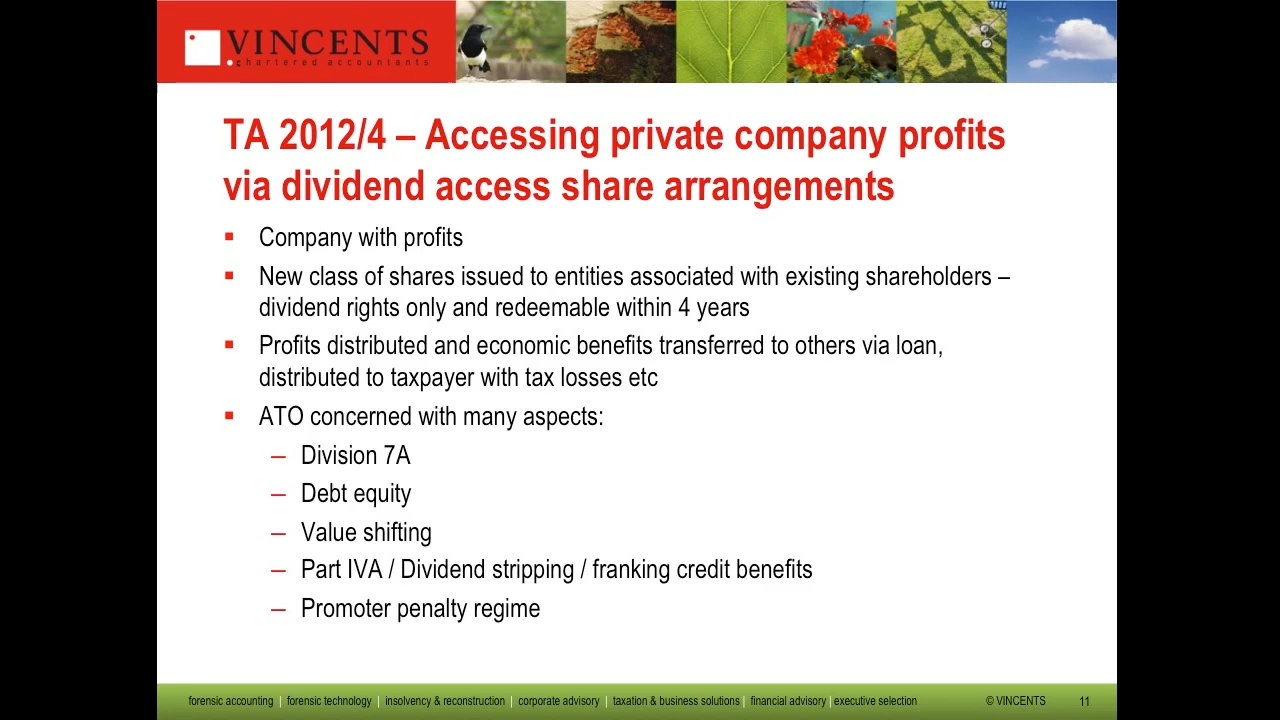 VINCENTS
chartered accountants
TA 2012/4 – Accessing private company profits
via dividend access share arrangements
▪ Company with profits
▪ New class of shares issued to entities associated with existing shareholders –
dividend rights only and redeemable within 4 years
▪ Profits distributed and economic benefits transferred to others via loan,
distributed to taxpayer with tax losses etc
▪ ATO concerned with many aspects:
– Division 7A
– Debt equity
– Value shifting
– Part IVA / Dividend stripping / franking credit benefits
– Promoter penalty regime
forensic accounting | forensic technology | insolvency & reconstruction | corporate advisory | taxation & business solutions | financial advisory | executive selection © VINCENTS 11